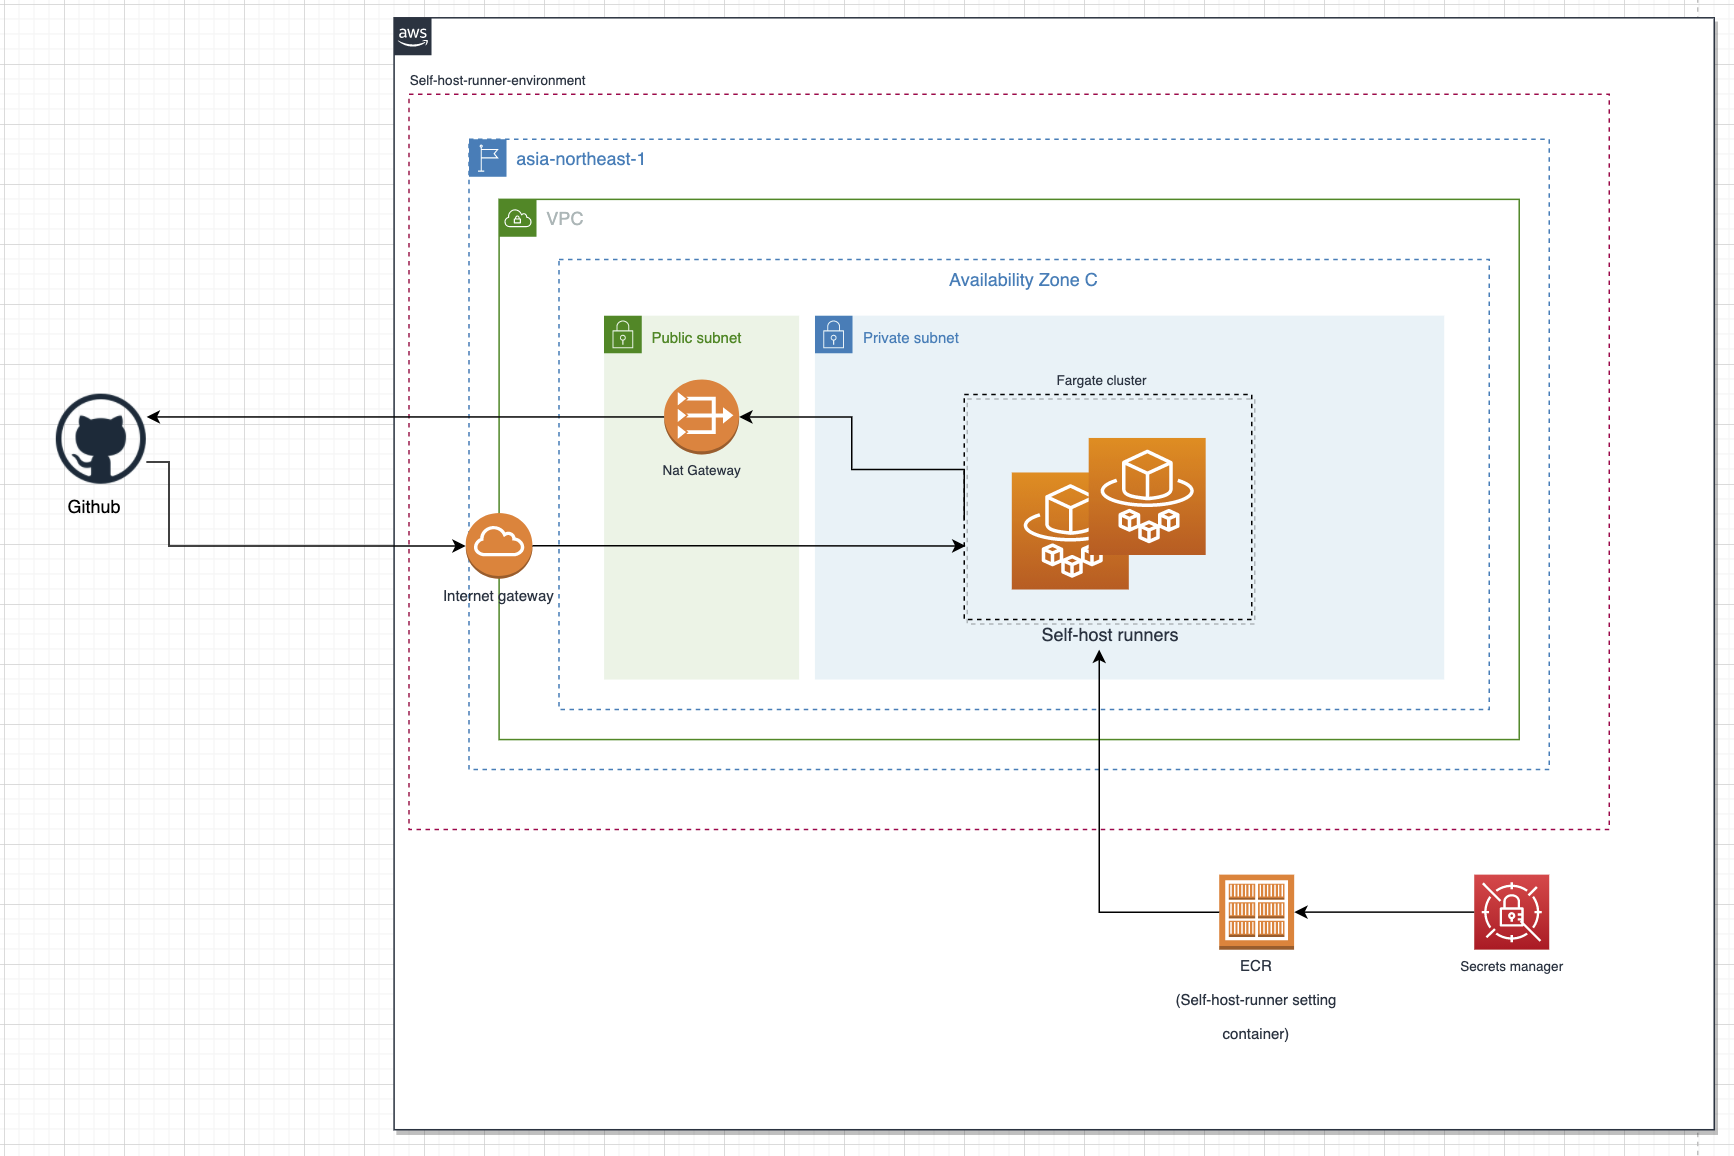 aws
Self-host-runner-environment
asia-northeast-1
VPC
Availability Zone C
Public subnet
Private subnet
Fargate cluster
Nat Gateway
Github
Internet gateway
Self-host runners
ECR
(Self-host-runner setting
container)
Secrets manager